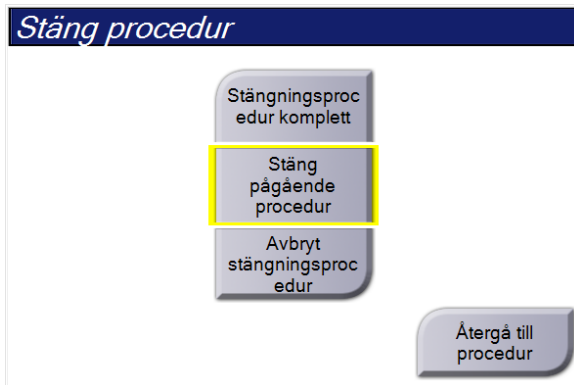 Stäng procedur
Stängningsproc
edur komplett
Stäng
pågående
procedur
Avbryt
stängningsproc
edur
Återgå till
procedur